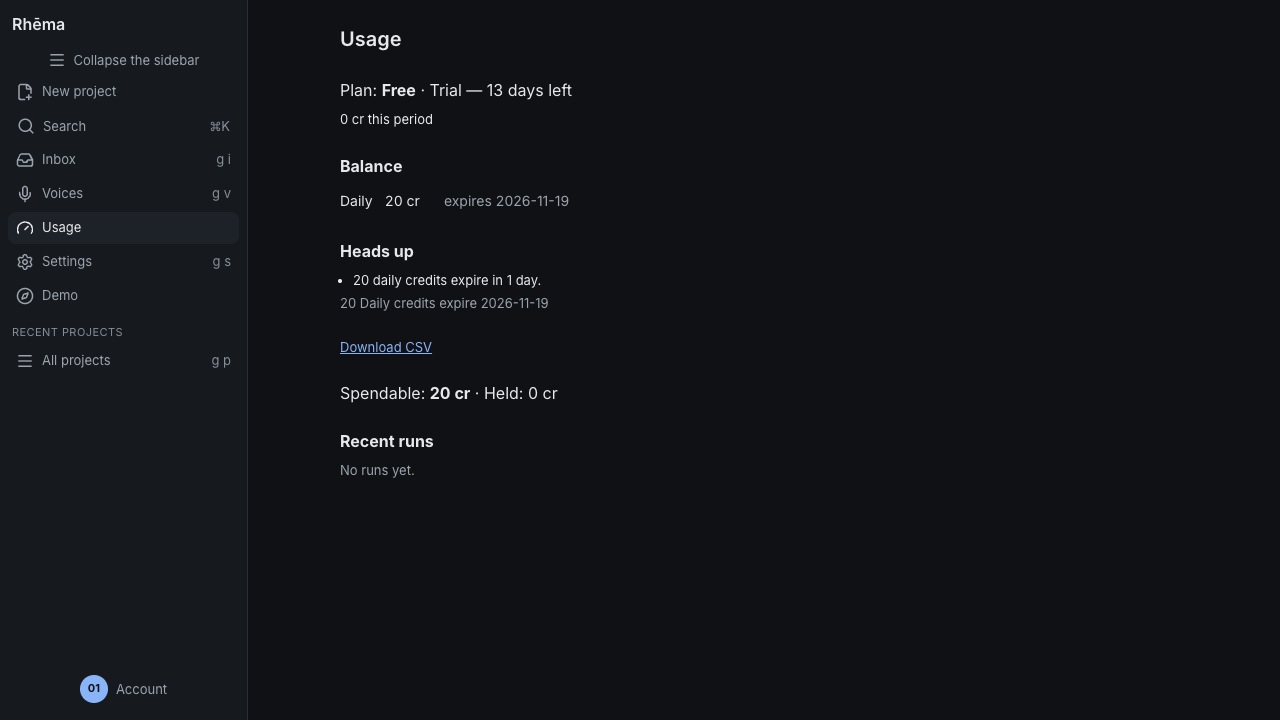 Rhēma
Collapse the sidebar
New project
Search ⌘K
Inbox g i
Voices g v
Usage
Settings g s
Demo
RECENT PROJECTS
All projects g p
01 Account
Usage
Plan: Free · Trial — 13 days left
0 cr this period
Balance
Daily 20 cr expires 2026-11-19
Heads up
• 20 daily credits expire in 1 day.
20 Daily credits expire 2026-11-19
Download CSV
Spendable: 20 cr · Held: 0 cr
Recent runs
No runs yet.